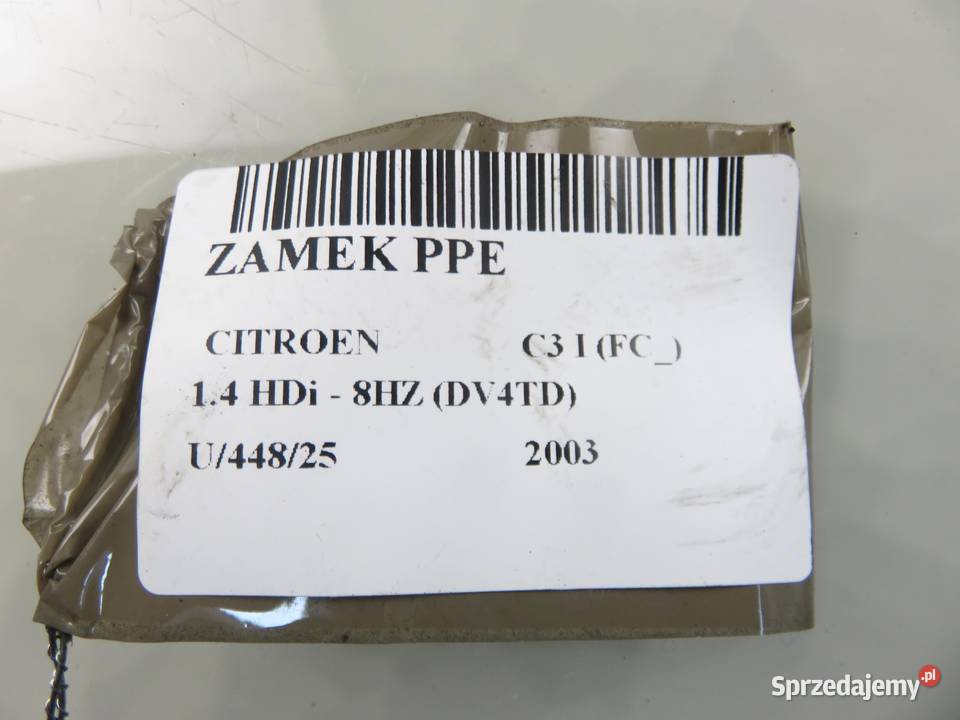 ZAMEK PPE
CITROEN C3 I (FC_)
1.4 HDi - 8HZ (DV4TD)
U/448/25 2003
Sprzedajemy.pl